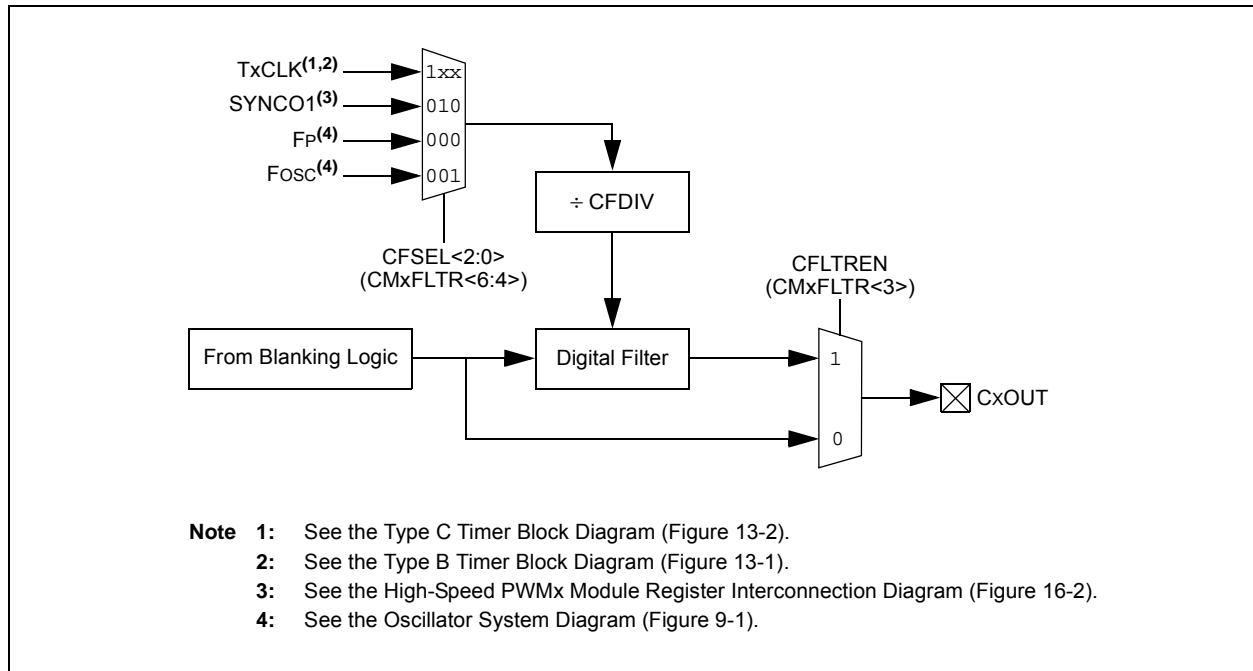 TxCLK(1,2)
SYNCO1(3)
FP(4)
FOSC(4)
1xx
010
000
001
÷ CFDIV
CFSEL<2:0>
(CMxFLTR<6:4>)
CFLTREN
(CMxFLTR<3>)
From Blanking Logic
Digital Filter
1
0
CxOUT
Note 1: See the Type C Timer Block Diagram (Figure 13-2).
2: See the Type B Timer Block Diagram (Figure 13-1).
3: See the High-Speed PWMx Module Register Interconnection Diagram (Figure 16-2).
4: See the Oscillator System Diagram (Figure 9-1).